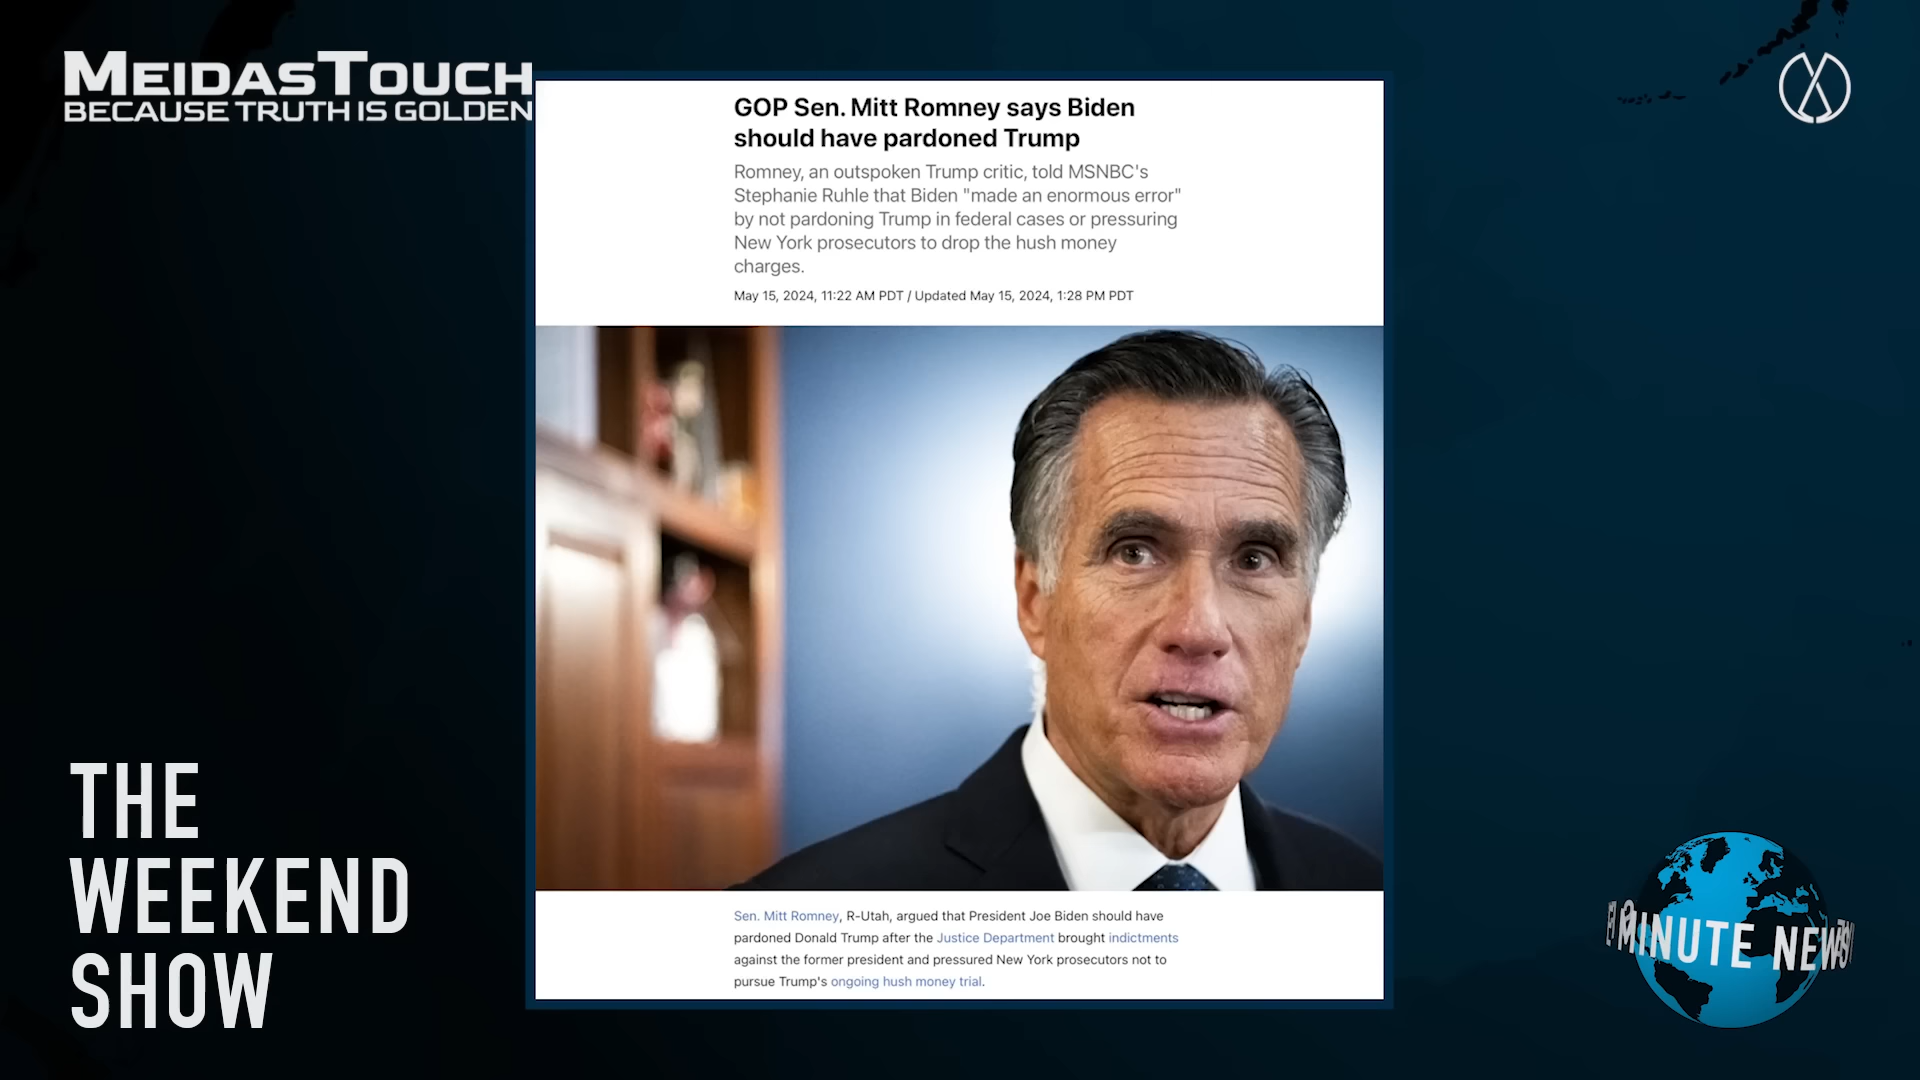 MEIDASTOUCH
BECAUSE TRUTH IS GOLDEN
GOP Sen. Mitt Romney says Biden
should have pardoned Trump
Romney, an outspoken Trump critic, told MSNBC's
Stephanie Ruhle that Biden "made an enormous error"
by not pardoning Trump in federal cases or pressuring
New York prosecutors to drop the hush money
charges.
May 15, 2024, 11:22 AM PDT / Updated May 15, 2024, 1:28 PM PDT
Sen. Mitt Romney, R-Utah, argued that President Joe Biden should have
pardoned Donald Trump after the Justice Department brought indictments
against the former president and pressured New York prosecutors not to
pursue Trump's ongoing hush money trial.
THE
WEEKEND
SHOW
MINUTE NEWS